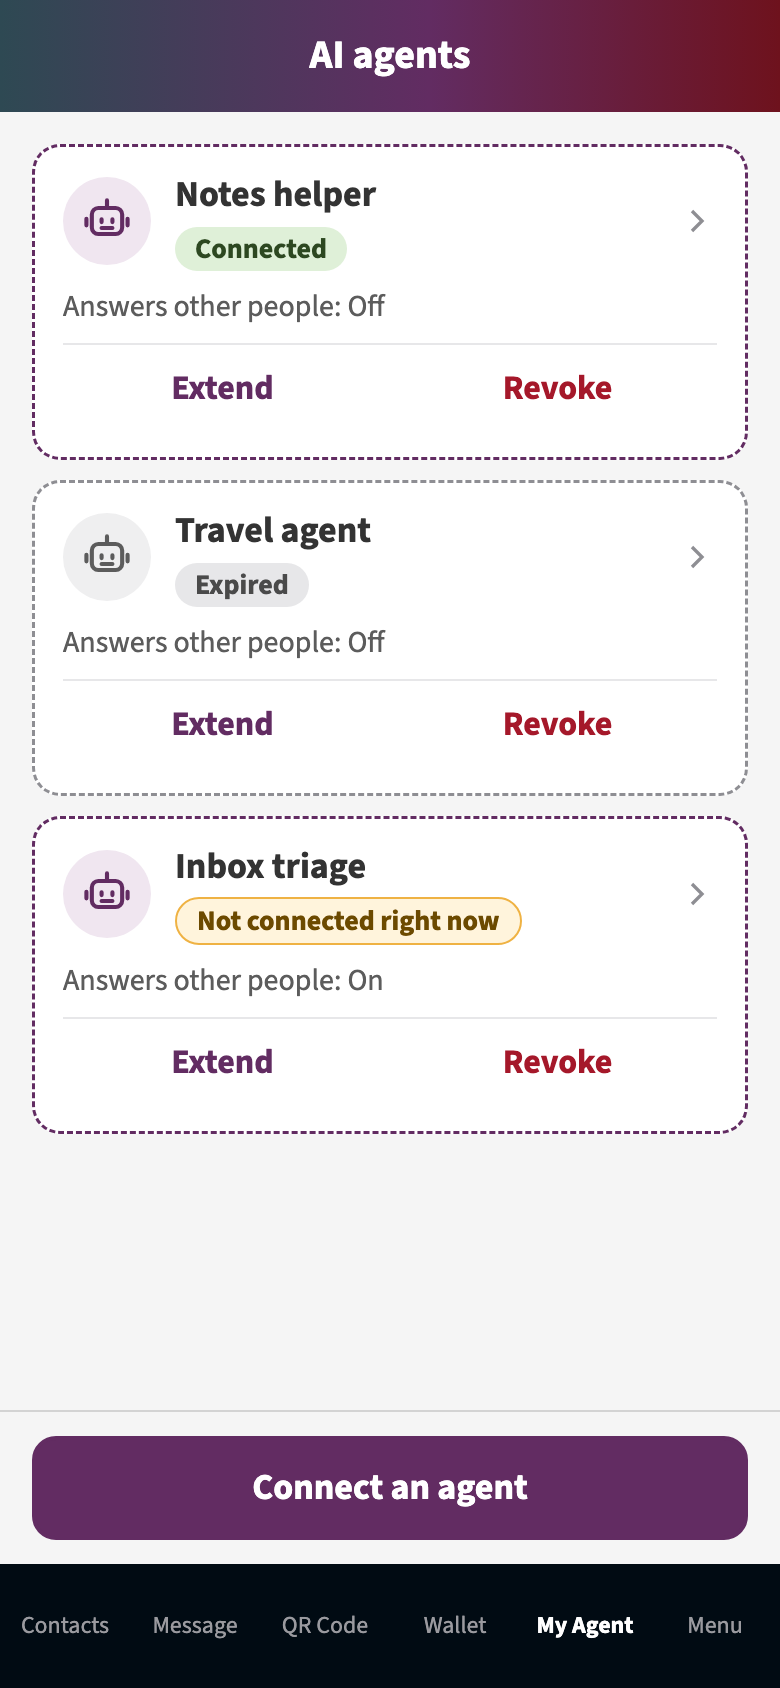 AI agents
Notes helper
Connected
Answers other people: Off
Extend Revoke
Travel agent
Expired
Answers other people: Off
Extend Revoke
Inbox triage
Not connected right now
Answers other people: On
Extend Revoke
Connect an agent
Contacts Message QR Code Wallet My Agent Menu